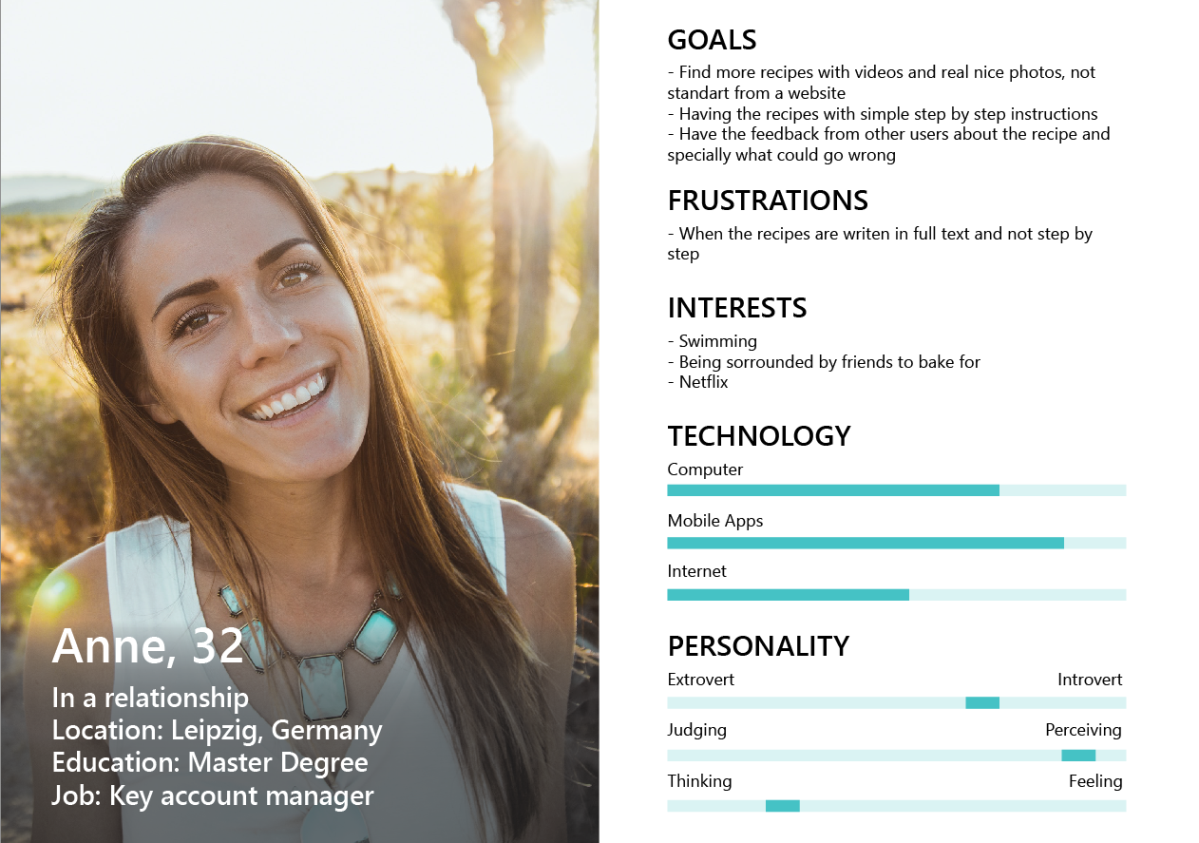 Anne, 32
In a relationship
Location: Leipzig, Germany
Education: Master Degree
Job: Key account manager
GOALS
- Find more recipes with videos and real nice photos, not
standart from a website
- Having the recipes with simple step by step instructions
- Have the feedback from other users about the recipe and
specially what could go wrong
FRUSTRATIONS
- When the recipes are writen in full text and not step by
step
INTERESTS
- Swimming
- Being sorrounded by friends to bake for
- Netflix
TECHNOLOGY
Computer
Mobile Apps
Internet
PERSONALITY
Extrovert Introvert
Judging Perceiving
Thinking Feeling